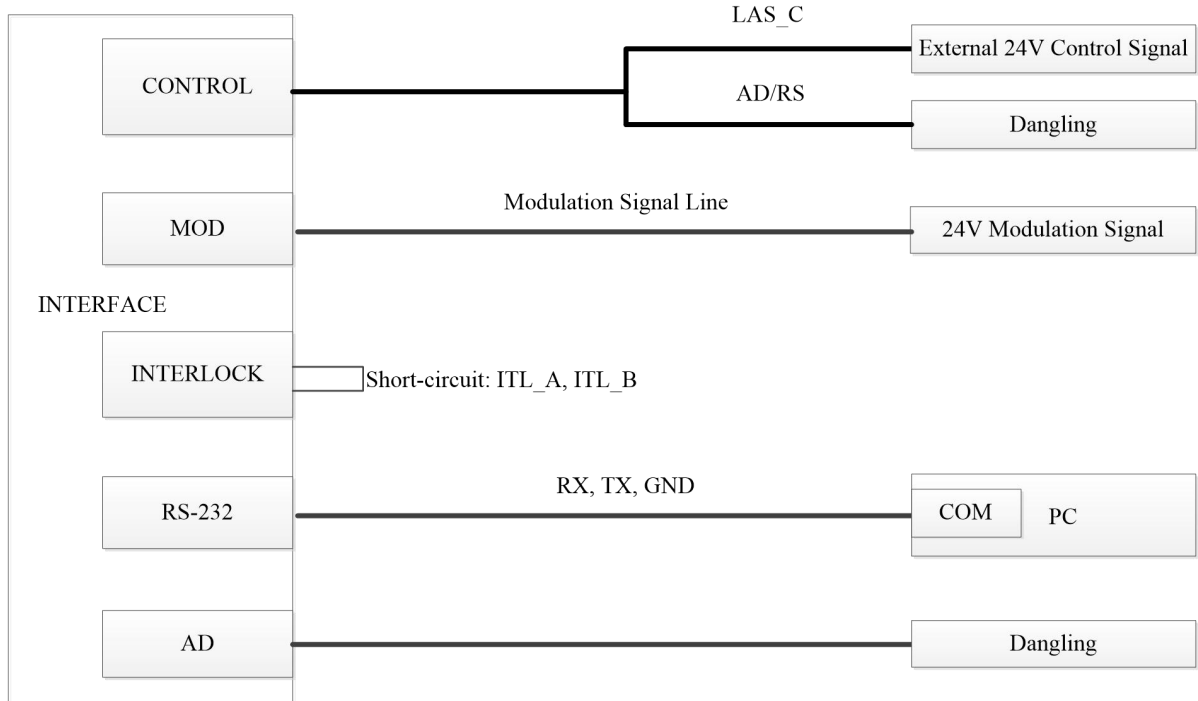 LAS_C
CONTROL
External 24V Control Signal
AD/RS
Dangling
Modulation Signal Line
MOD
24V Modulation Signal
INTERFACE
INTERLOCK
Short-circuit: ITL_A, ITL_B
RX, TX, GND
RS-232
COM
PC
AD
Dangling